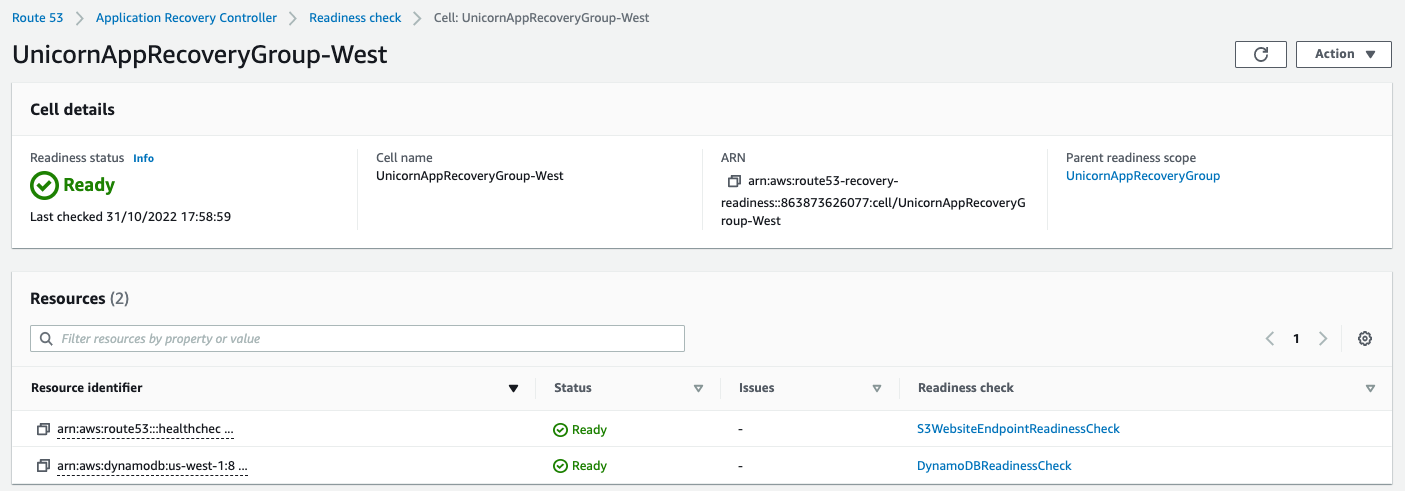 Route 53 Application Recovery Controller Readiness check Cell: UnicornAppRecoveryGroup-West
UnicornAppRecoveryGroup-West
Action
Cell details
Readiness status Info
Ready
Last checked 31/10/2022 17:58:59
Cell name
UnicornAppRecoveryGroup-West
ARN
arn:aws:route53-recovery-
readiness::863873626077:cell/UnicornAppRecoveryG
roup-West
Parent readiness scope
UnicornAppRecoveryGroup
Resources (2)
Filter resources by property or value
1
Resource identifier Status Issues Readiness check
arn:aws:route53:::healthchec ... Ready - S3WebsiteEndpointReadinessCheck
arn:aws:dynamodb:us-west-1:8 ... Ready - DynamoDBReadinessCheck